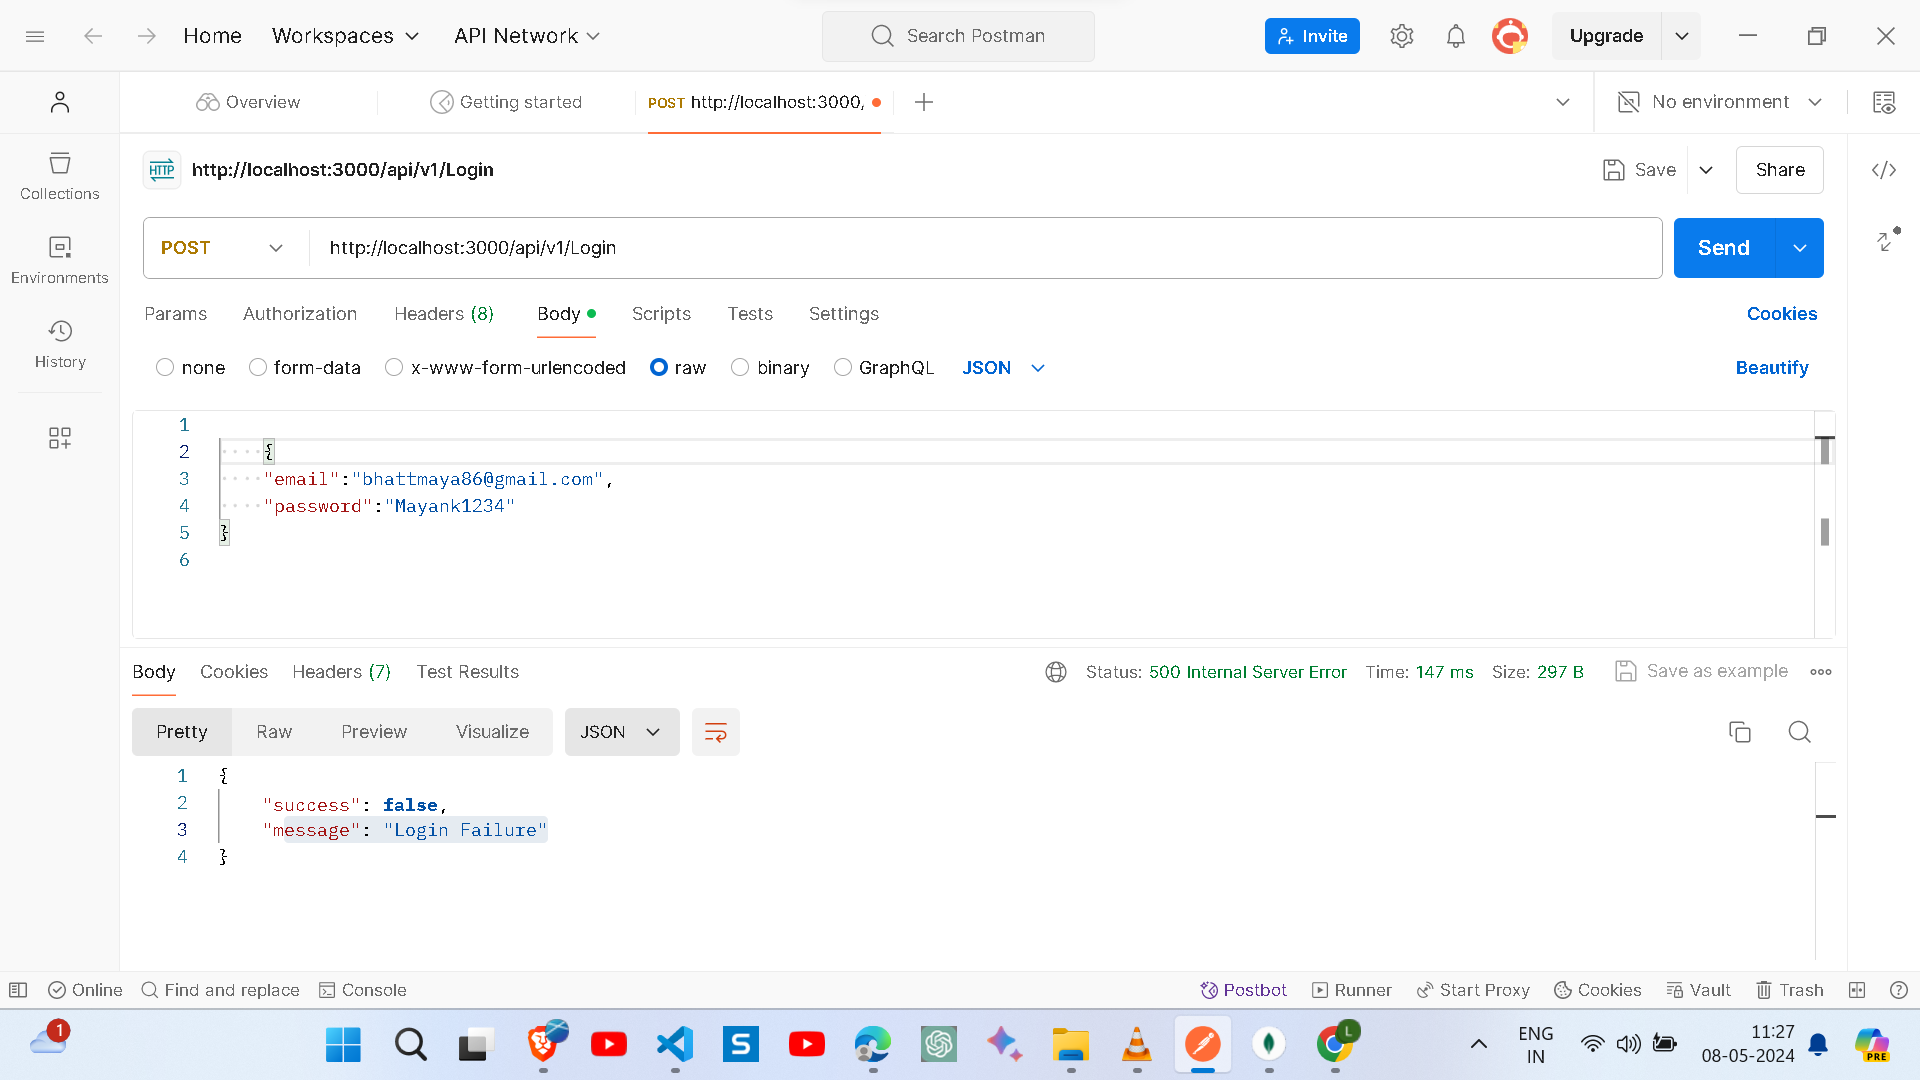 Home Workspaces API Network Search Postman Invite Upgrade
Overview Getting started POST http://localhost:3000, No environment
HTTP http://localhost:3000/api/v1/Login Save Share
Collections
POST http://localhost:3000/api/v1/Login Send
Environments
Params Authorization Headers (8) Body Scripts Tests Settings Cookies
History
none form-data x-www-form-urlencoded raw binary GraphQL JSON Beautify
1
2 {
3 "email":"bhattmaya86@gmail.com",
4 "password":"Mayank1234"
5 }
6
Body Cookies Headers (7) Test Results Status: 500 Internal Server Error Time: 147 ms Size: 297 B Save as example
Pretty Raw Preview Visualize JSON
1 {
2 "success": false,
3 "message": "Login Failure"
4 }
Online Find and replace Console Postbot Runner Start Proxy Cookies Vault Trash
1 S L ENG 11:27
IN 08-05-2024 PRE